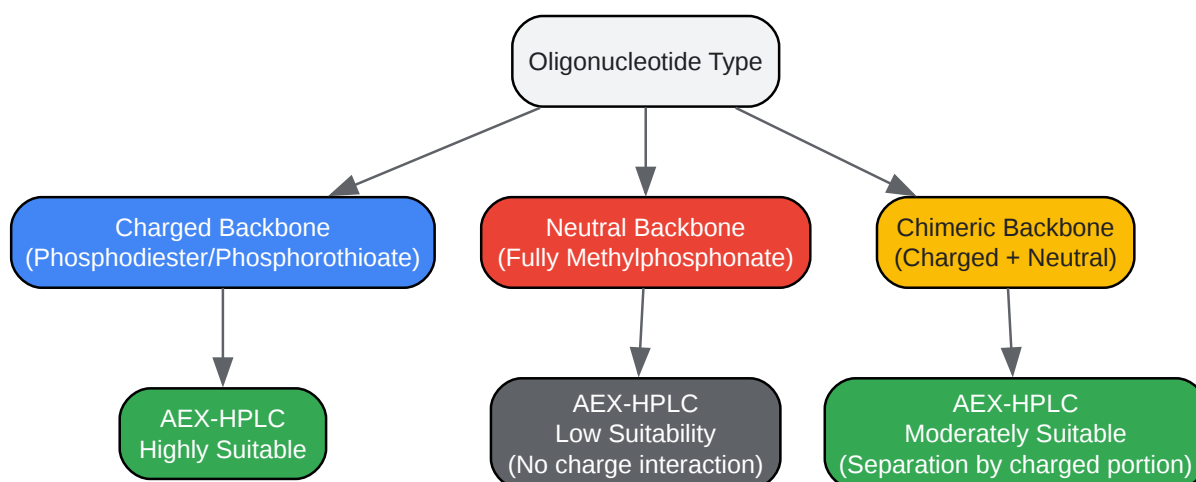 Oligonucleotide Type
Charged Backbone
(Phosphodiester/Phosphorothioate)
Neutral Backbone
(Fully Methylphosphonate)
Chimeric Backbone
(Charged + Neutral)
AEX-HPLC
Highly Suitable
AEX-HPLC
Low Suitability
(No charge interaction)
AEX-HPLC
Moderately Suitable
(Separation by charged portion)